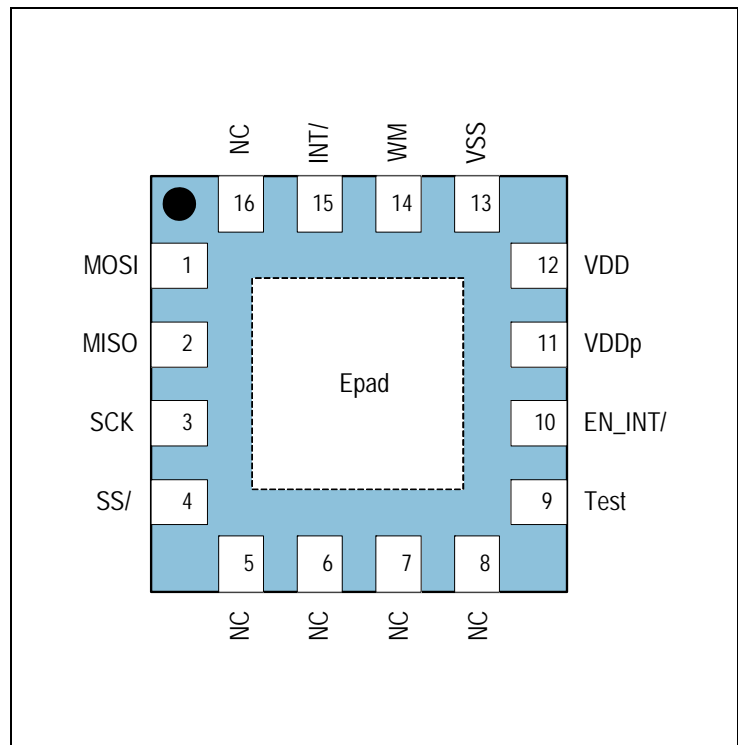 NC INT/ WM VSS
16 15 14 13
MOSI 1 12 VDD
MISO 2 11 VDDp
Epad
SCK 3 10 EN_INT/
SS/ 4 9 Test
5 6 7 8
NC NC NC NC